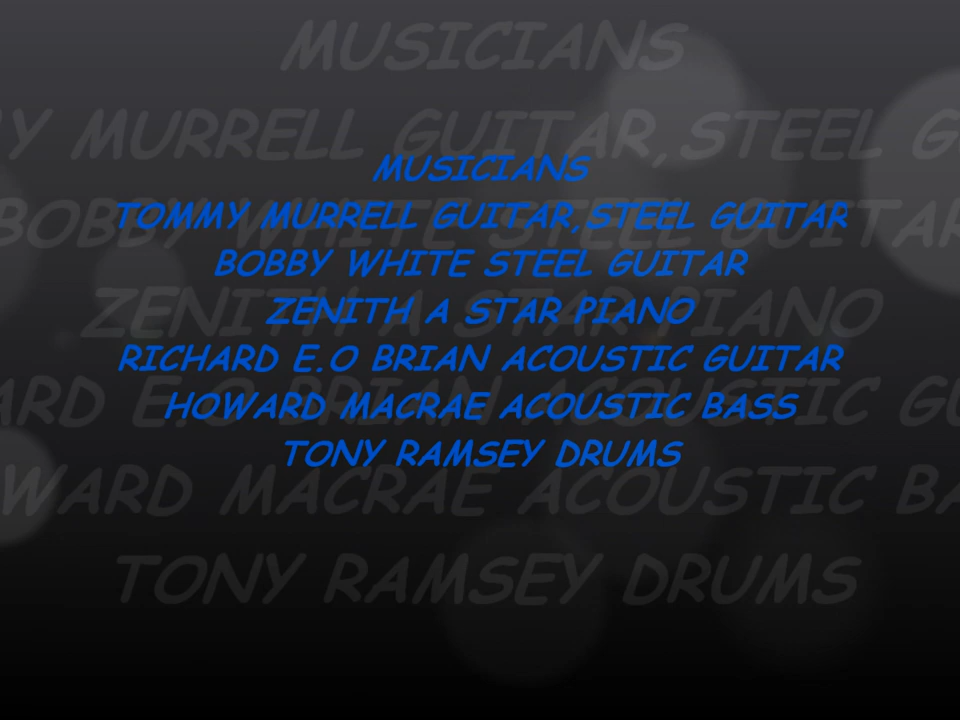 MUSICIANS
TOMMY MURRELL GUITAR,STEEL GUITAR
BOBBY WHITE STEEL GUITAR
ZENITH A STAR PIANO
RICHARD E.O BRIAN ACOUSTIC GUITAR
HOWARD MACRAE ACOUSTIC BASS
TONY RAMSEY DRUMS